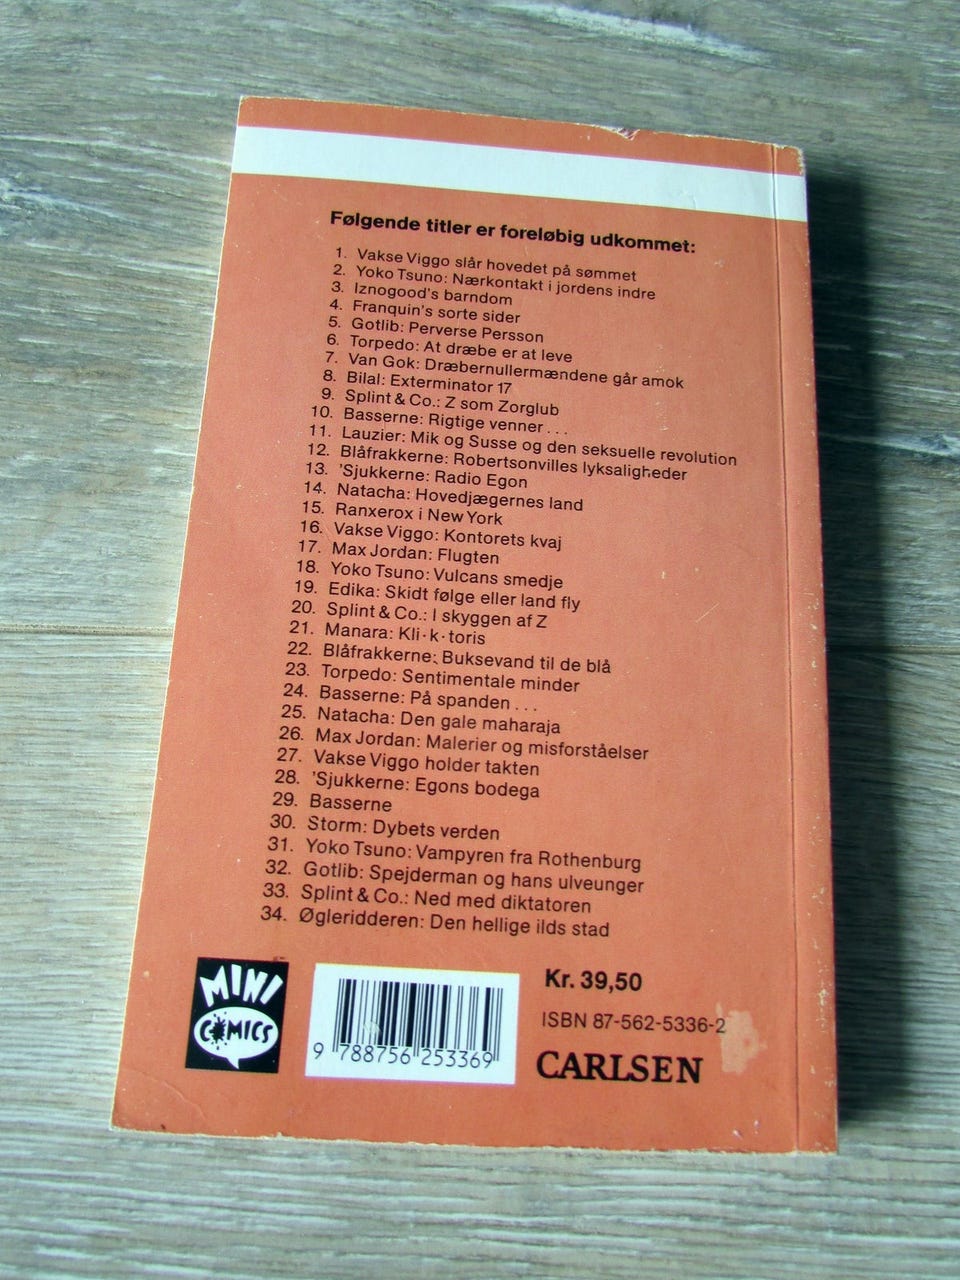 Følgende titler er foreløbig udkommet:
1. Vakse Viggo slår hovedet på sømmet
2. Yoko Tsuno: Nærkontakt i jordens indre
3. Iznogood's barndom
4. Franquin's sorte sider
5. Gotlib: Perverse Persson
6. Torpedo: At dræbe er at leve
7. Van Gok: Dræbernullermændene går amok
8. Bilal: Exterminator 17
9. Splint & Co.: Z som Zorglub
10. Basserne: Rigtige venner . . .
11. Lauzier: Mik og Susse og den seksuelle revolution
12. Blåfrakkerne: Robertsonvilles lyksaligheder
13. 'Sjukkerne: Radio Egon
14. Natacha: Hovedjægernes land
15. Ranxerox i New York
16. Vakse Viggo: Kontorets kvaj
17. Max Jordan: Flugten
18. Yoko Tsuno: Vulcans smedje
19. Edika: Skidt følge eller land fly
20. Splint & Co.: I skyggen af Z
21. Manara: Kli·k·toris
22. Blåfrakkerne: Buksevand til de blå
23. Torpedo: Sentimentale minder
24. Basserne: På spanden . . .
25. Natacha: Den gale maharaja
26. Max Jordan: Malerier og misforståelser
27. Vakse Viggo holder takten
28. 'Sjukkerne: Egons bodega
29. Basserne
30. Storm: Dybets verden
31. Yoko Tsuno: Vampyren fra Rothenburg
32. Gotlib: Spejderman og hans ulveunger
33. Splint & Co.: Ned med diktatoren
34. Øgleridderen: Den hellige ilds stad
MINI
COMICS
9 788756 253369
Kr. 39,50
ISBN 87-562-5336-2
CARLSEN